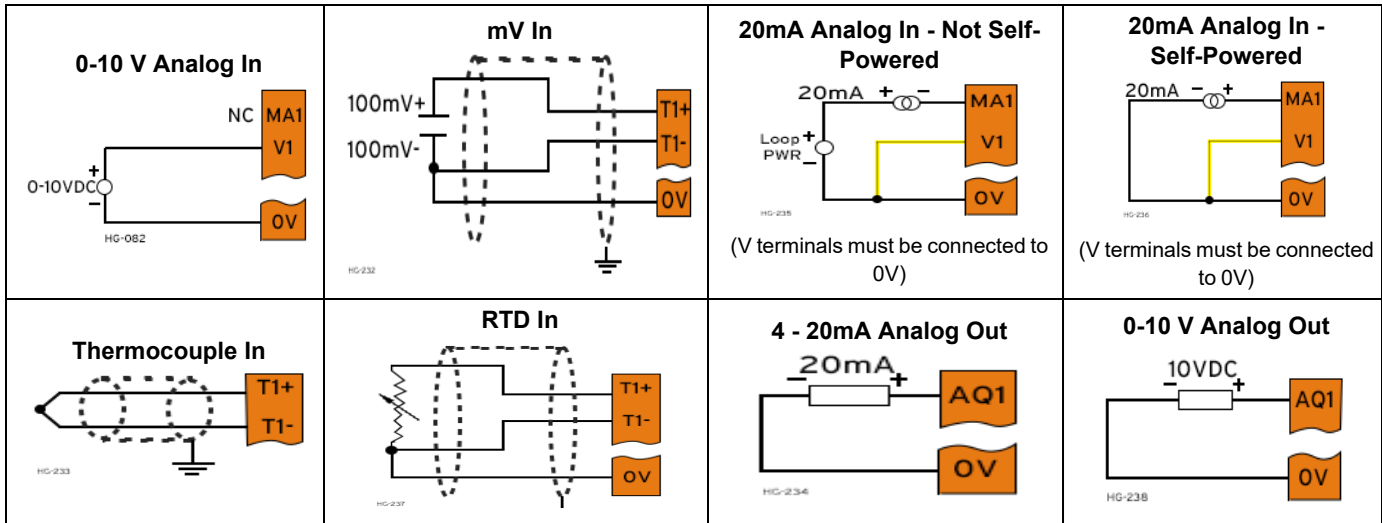 0-10 V Analog In
NC MA1
V1
+
0-10VDC
−
0V
HG-082
mV In
100mV+
100mV-
T1+
T1-
0V
HG-232
20mA Analog In - Not Self-
Powered
20mA + −
MA1
Loop +
PWR −
V1
0V
HG-235
(V terminals must be connected to
0V)
20mA Analog In -
Self-Powered
20mA − +
MA1
V1
0V
HG-236
(V terminals must be connected
to 0V)
Thermocouple In
T1+
T1-
HG-233
RTD In
T1+
T1-
0V
HG-237
4 - 20mA Analog Out
− 20mA +
AQ1
0V
HG-234
0-10 V Analog Out
10VDC
− +
AQ1
0V
HG-238